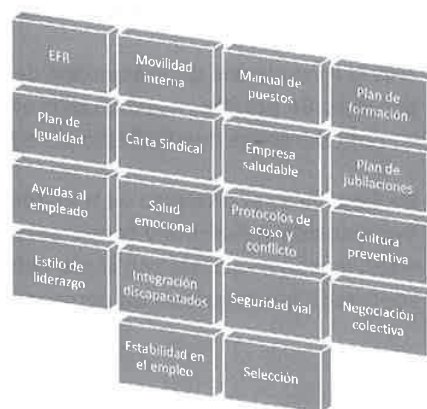 EFR
Movilidad
interna
Manual de
puestos
Plan de
formación
Plan de
Igualdad
Carta Sindical
Empresa
saludable
Plan de
jubilaciones
Ayudas al
empleado
Salud
emocional
Protocolos de
acoso y
conflicto
Cultura
preventiva
Estilo de
liderazgo
Integración
discapacitados
Seguridad vial
Negociación
colectiva
Estabilidad en
el empleo
Selección